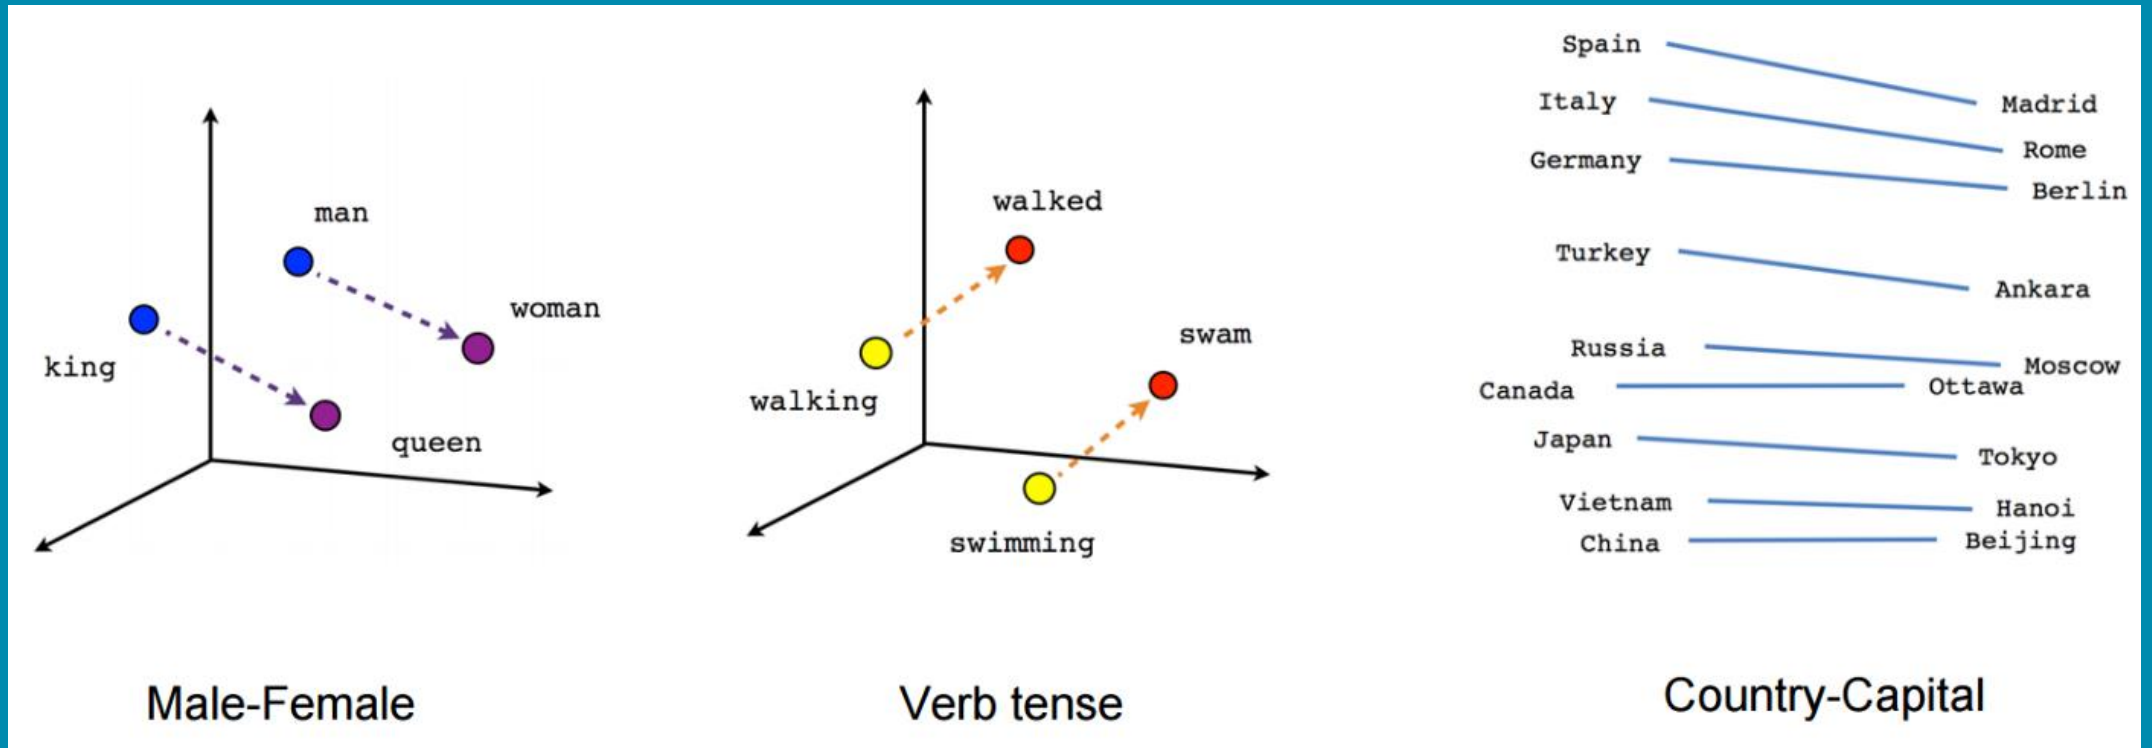 man
woman
king
queen
Male-Female
walked
walking
swam
swimming
Verb tense
Spain
Madrid
Italy
Rome
Germany
Berlin
Turkey
Ankara
Russia
Moscow
Canada
Ottawa
Japan
Tokyo
Vietnam
Hanoi
China
Beijing
Country-Capital